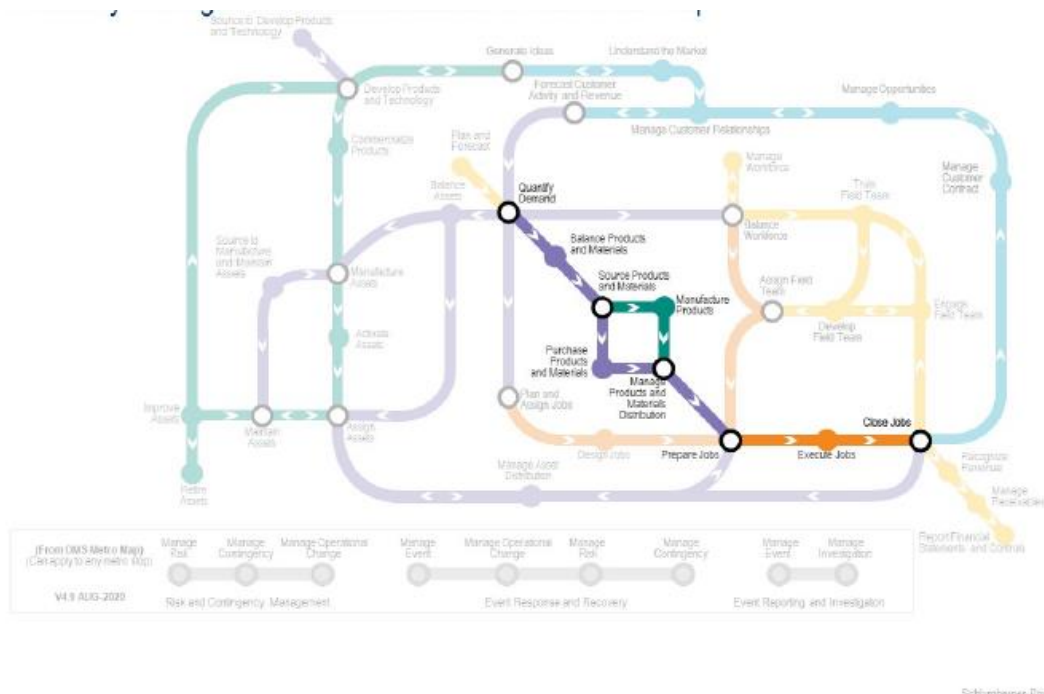 Source to Develop Products
and Technology
Generate Ideas
Understand the Market
Develop Products
and Technology
Forecast Customer
Activity and Revenue
Manage Opportunities
Manage Customer Relationships
Commercialize
Products
Plan and
Forecast
Manage
Workforce
Manage
Customer
Contract
Balance
Assets
Quantify
Demand
Train
Field Team
Balance
Workforce
Source to
Manufacture
and Maintain
Assets
Balance Products
and Materials
Manufacture
Assets
Source Products
and Materials
Assign Field
Team
Manufacture
Products
Engage
Field Team
Activate
Assets
Develop
Field Team
Purchase
Products
and Materials
Manage
Products and
Materials
Distribution
Plan and
Assign Jobs
Improve
Assets
Maintain
Assets
Assign
Assets
Close Jobs
Design Jobs
Prepare Jobs
Execute Jobs
Retire
Assets
Manage Asset
Distribution
Recognize
Revenue
Manage
Receivables
Report Financial
Statements and Controls
(From OMS Metro Map)
(Can apply to any metro Map)
V4.9 AUG-2020
Manage
Risk
Manage
Contingency
Manage Operational
Change
Risk and Contingency Management
Manage
Event
Manage Operational
Change
Manage
Risk
Manage
Contingency
Event Response and Recovery
Manage
Event
Manage
Investigation
Event Reporting and Investigation